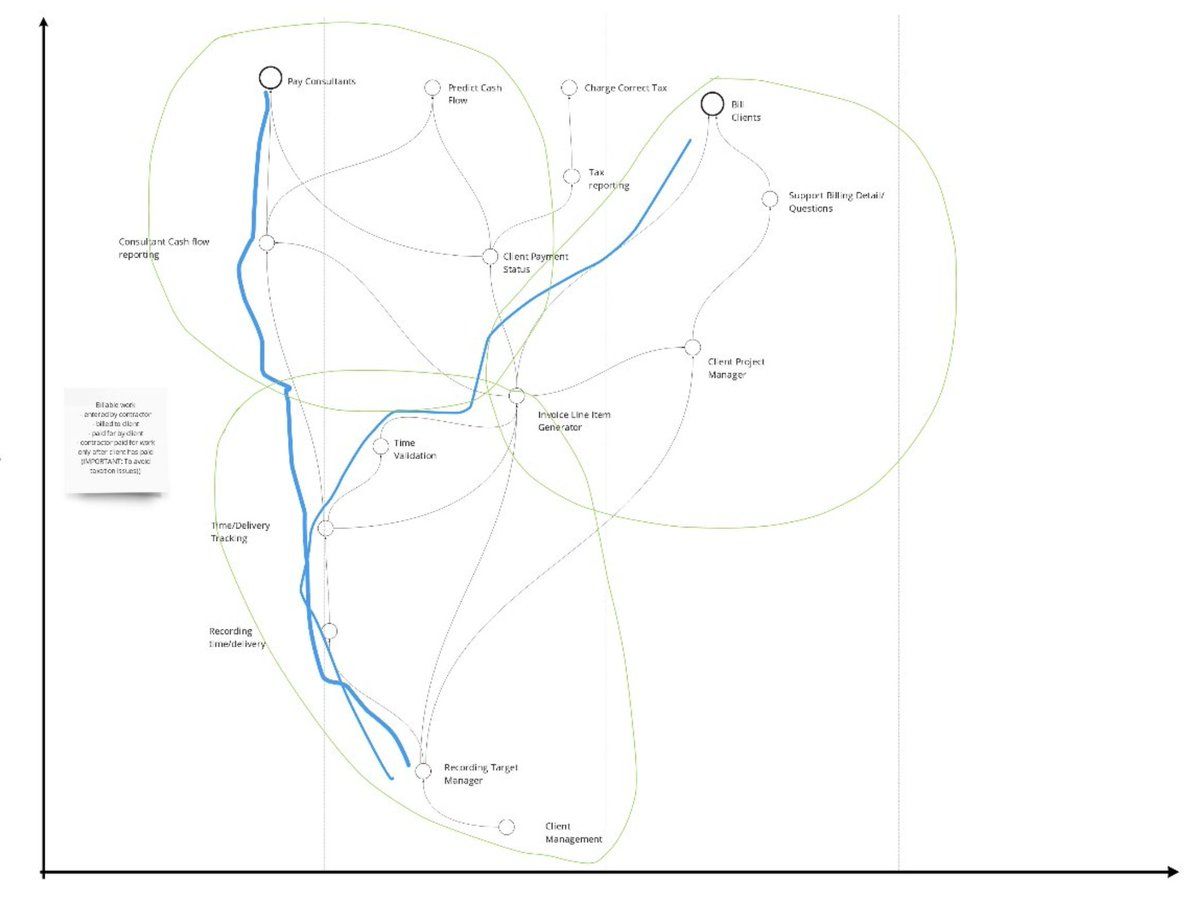 Pay Consultants
Predict Cash
Flow
Charge Correct Tax
Bill
Clients
Tax
reporting
Support Billing Detail/
Questions
Consultant Cash flow
reporting
Client Payment
Status
Client Project
Manager
Billable work
- entered by contractor
- billed to client
- paid for by client
- contractor paid for work
only after client has paid
(IMPORTANT: To avoid
taxation issues))
Invoice Line Item
Generator
Time
Validation
Time/Delivery
Tracking
Recording
time/delivery
Recording Target
Manager
Client
Management